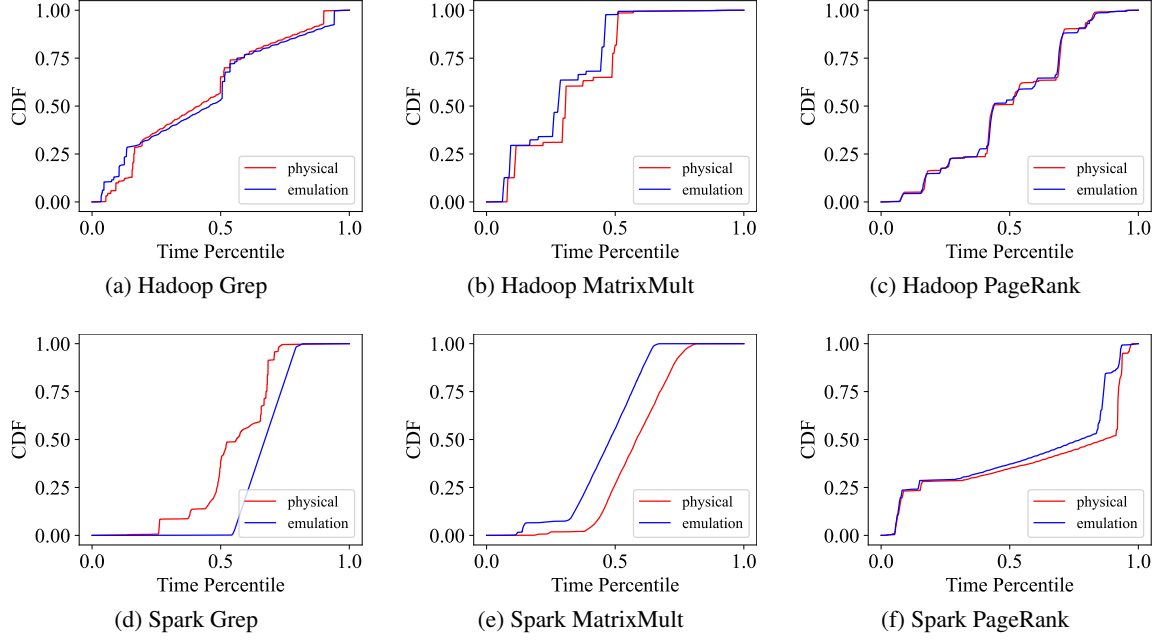 1.00
0.75
0.50
0.25
0.00
CDF
physical
emulation
0.0 0.5 1.0
Time Percentile
(a) Hadoop Grep
1.00
0.75
0.50
0.25
0.00
CDF
physical
emulation
0.0 0.5 1.0
Time Percentile
(b) Hadoop MatrixMult
1.00
0.75
0.50
0.25
0.00
CDF
physical
emulation
0.0 0.5 1.0
Time Percentile
(c) Hadoop PageRank
1.00
0.75
0.50
0.25
0.00
CDF
physical
emulation
0.0 0.5 1.0
Time Percentile
(d) Spark Grep
1.00
0.75
0.50
0.25
0.00
CDF
physical
emulation
0.0 0.5 1.0
Time Percentile
(e) Spark MatrixMult
1.00
0.75
0.50
0.25
0.00
CDF
physical
emulation
0.0 0.5 1.0
Time Percentile
(f) Spark PageRank